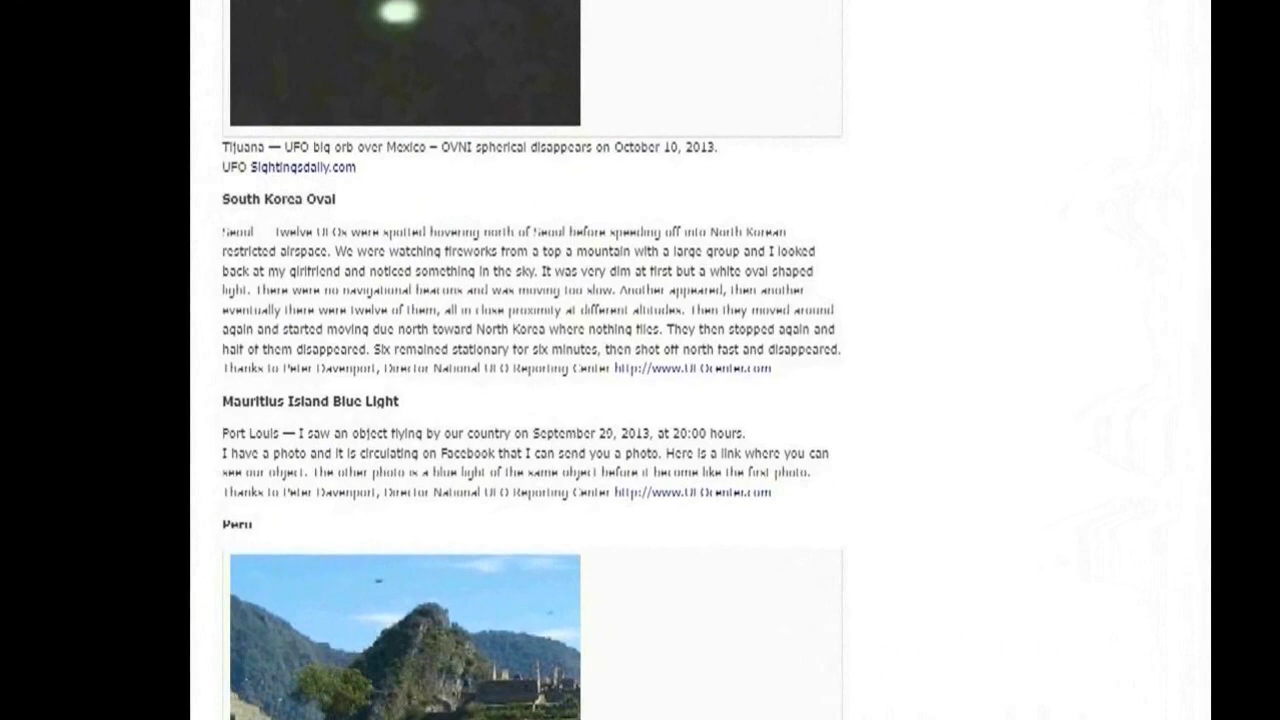 Tijuana — UFO big orb over Mexico – OVNI spherical disappears on October 10, 2013.
UFO Sightingsdaily.com
South Korea Oval
Seoul — Twelve UFOs were spotted hovering north of Seoul before speeding off into North Korean
restricted airspace. We were watching fireworks from a top a mountain with a large group and I looked
back at my girlfriend and noticed something in the sky. It was very dim at first but a white oval shaped
light. There were no navigational beacons and was moving too slow. Another appeared, then another
eventually there were twelve of them, all in close proximity at different altitudes. Then they moved around
again and started moving due north toward North Korea where nothing flies. They then stopped again and
half of them disappeared. Six remained stationary for six minutes, then shot off north fast and disappeared.
Thanks to Peter Davenport, Director National UFO Reporting Center http://www.UFOcenter.com
Mauritius Island Blue Light
Port Louis — I saw an object flying by our country on September 29, 2013, at 20:00 hours.
I have a photo and it is circulating on Facebook that I can send you a photo. Here is a link where you can
see our object. The other photo is a blue light of the same object before it become like the first photo.
Thanks to Peter Davenport, Director National UFO Reporting Center http://www.UFOcenter.com
Peru